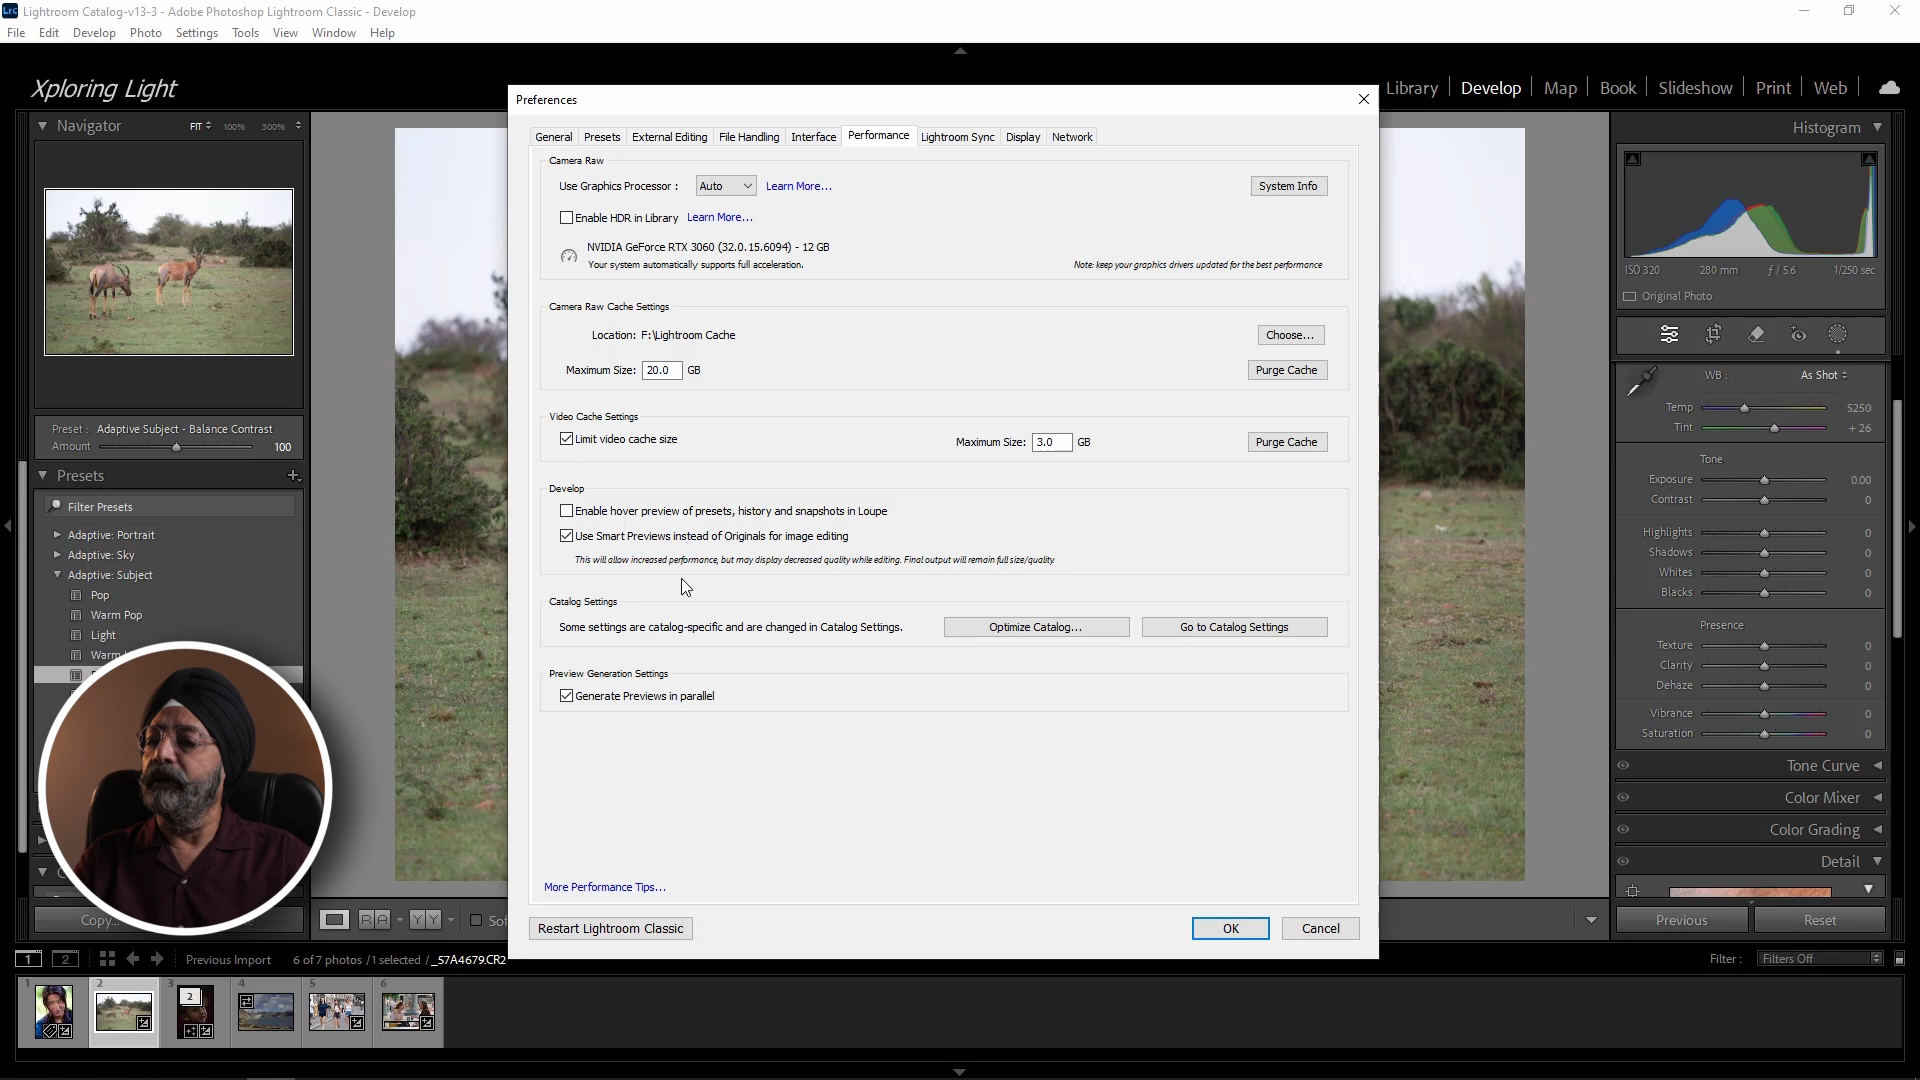 Lrc Lightroom Catalog-v13-3 - Adobe Photoshop Lightroom Classic - Develop
File Edit Develop Photo Settings Tools View Window Help
Xploring Light
Library | Develop | Map | Book | Slideshow | Print | Web
Navigator FIT 100% 300%
Preset : Adaptive Subject - Balance Contrast
Amount 100
Presets
Filter Presets
Adaptive: Portrait
Adaptive: Sky
Adaptive: Subject
Pop
Warm Pop
Light
Warm
Copy...
Preferences
General Presets External Editing File Handling Interface Performance Lightroom Sync Display Network
Camera Raw
Use Graphics Processor : Auto Learn More... System Info
Enable HDR in Library Learn More...
NVIDIA GeForce RTX 3060 (32.0.15.6094) - 12 GB
Your system automatically supports full acceleration. Note: keep your graphics drivers updated for the best performance
Camera Raw Cache Settings
Location: F:\Lightroom Cache Choose...
Maximum Size: 20.0 GB Purge Cache
Video Cache Settings
Limit video cache size Maximum Size: 3.0 GB Purge Cache
Develop
Enable hover preview of presets, history and snapshots in Loupe
Use Smart Previews instead of Originals for image editing
This will allow increased performance, but may display decreased quality while editing. Final output will remain full size/quality.
Catalog Settings
Some settings are catalog-specific and are changed in Catalog Settings. Optimize Catalog... Go to Catalog Settings
Preview Generation Settings
Generate Previews in parallel
More Performance Tips...
Restart Lightroom Classic OK Cancel
Histogram
ISO 320 280 mm ƒ / 5.6 1/250 sec
Original Photo
WB : As Shot
Temp 5250
Tint + 26
Tone
Exposure 0.00
Contrast 0
Highlights 0
Shadows 0
Whites 0
Blacks 0
Presence
Texture 0
Clarity 0
Dehaze 0
Vibrance 0
Saturation 0
Tone Curve
Color Mixer
Color Grading
Detail
Previous Reset
R A Y Y
1 2 Previous Import 6 of 7 photos /1 selected / _57A4679.CR2 Filter : Filters Off
1 2 3 4 5 6
2